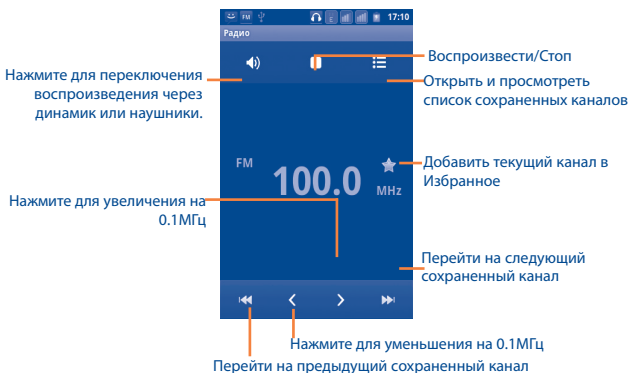 FM
17:10
Радио
Воспроизвести/Стоп
Нажмите для переключения
воспроизведения через
динамик или наушники.
Открыть и просмотреть
список сохраненных каналов
FM
100.0
MHz
Добавить текущий канал в
Избранное
Нажмите для увеличения на
0.1МГц
Перейти на следующий
сохраненный канал
Нажмите для уменьшения на 0.1МГц
Перейти на предыдущий сохраненный канал